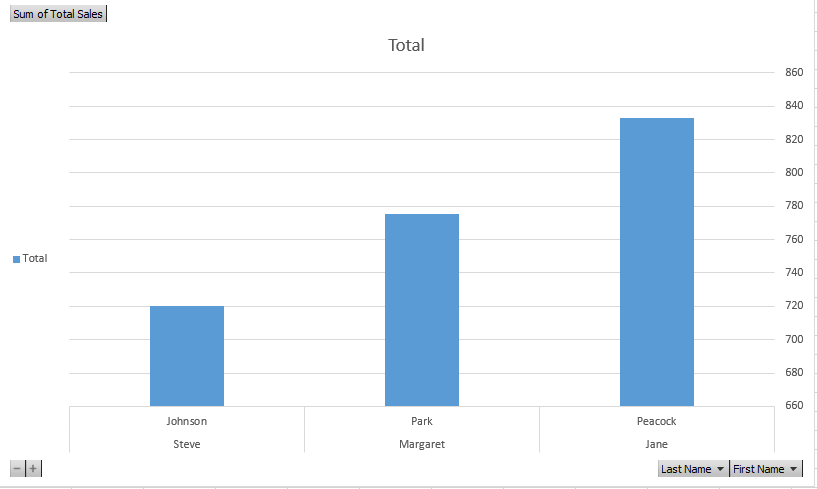 Sum of Total Sales
Total
860
840
820
800
780
760
740
720
700
680
660
Total
Johnson Park Peacock
Steve Margaret Jane
Last Name First Name